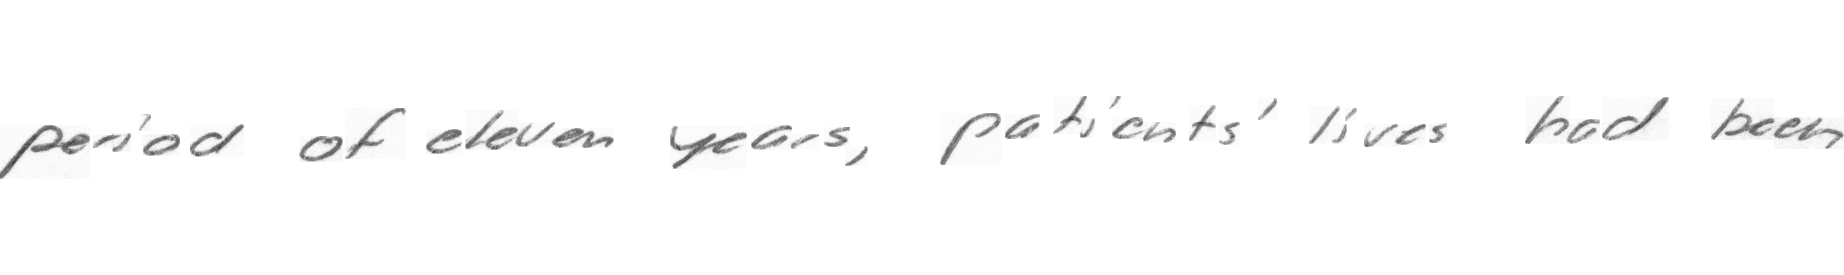 period of eleven years, patients' lives had been